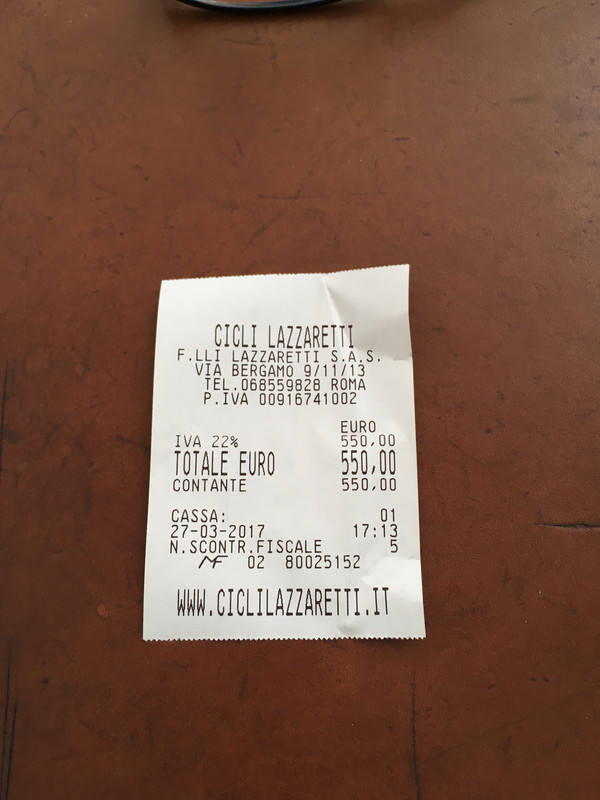 CICLI LAZZARETTI
F.LLI LAZZARETTI S.A.S.
VIA BERGAMO 9/11/13
TEL.068559828 ROMA
P.IVA 00916741002
EURO
IVA 22% 550,00
TOTALE EURO 550,00
CONTANTE 550,00
CASSA: 01
27-03-2017 17:13
N.SCONTR.FISCALE 5
MF 02 80025152
WWW.CICLILAZZARETTI.IT